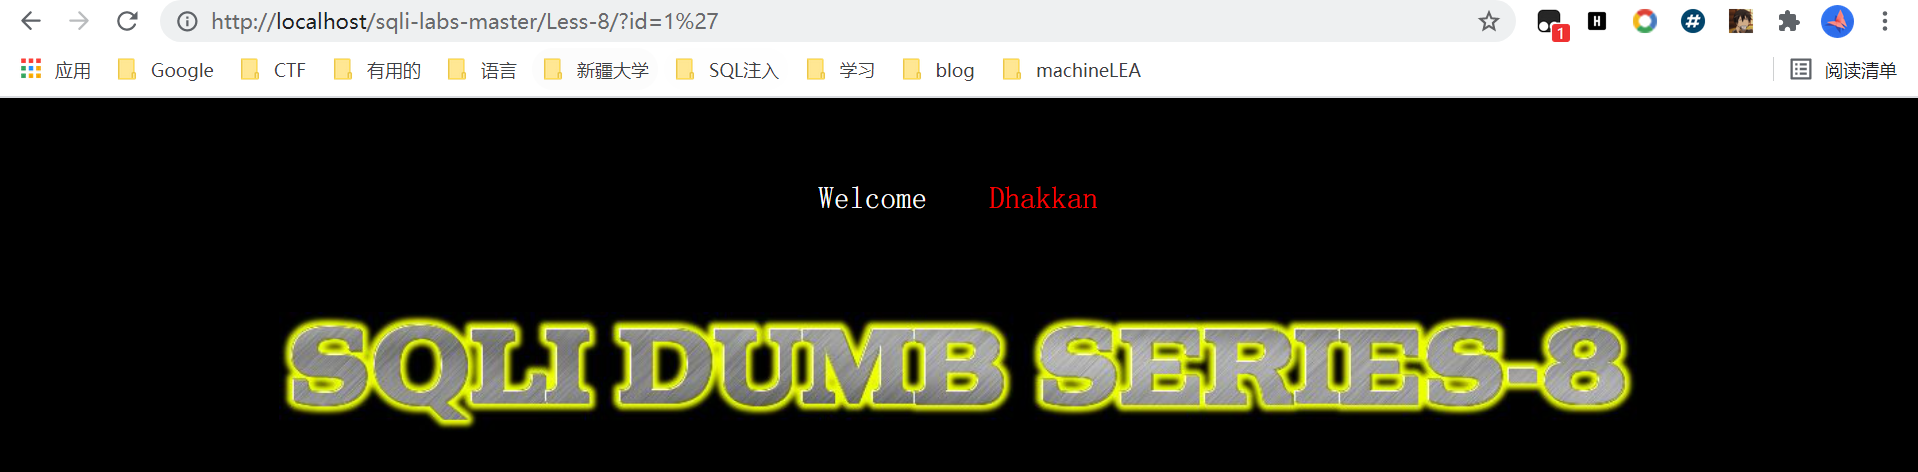 http://localhost/sqli-labs-master/Less-8/?id=1%27
1
应用 Google CTF 有用的 语言 新疆大学 SQL注入 学习 blog machineLEA 阅读清单
Welcome Dhakkan
SQLI DUMB SERIES-8